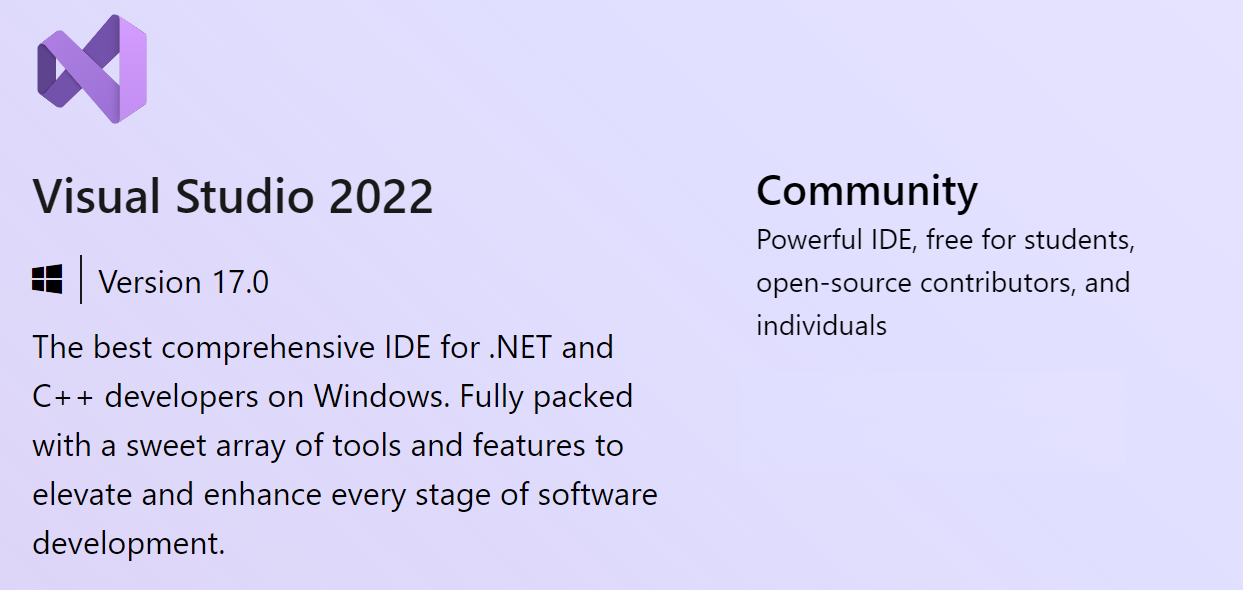 Visual Studio 2022
Version 17.0
The best comprehensive IDE for .NET and
C++ developers on Windows. Fully packed
with a sweet array of tools and features to
elevate and enhance every stage of software
development.
Community
Powerful IDE, free for students,
open-source contributors, and
individuals